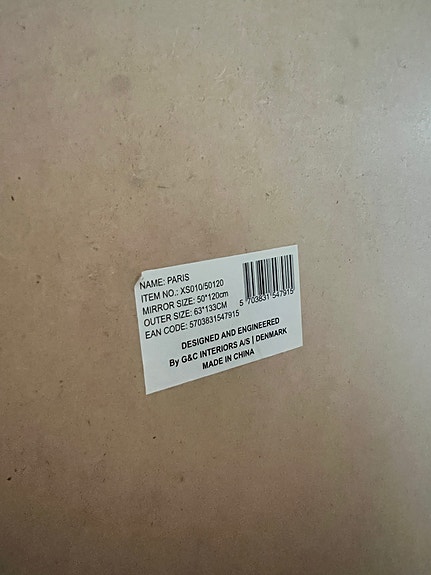 NAME: PARIS
ITEM NO.: XS010/50120
MIRROR SIZE: 50*120cm
OUTER SIZE: 63*133CM
EAN CODE: 5703831547915
5 703831 547915
DESIGNED AND ENGINEERED
By G&C INTERIORS A/S | DENMARK
MADE IN CHINA